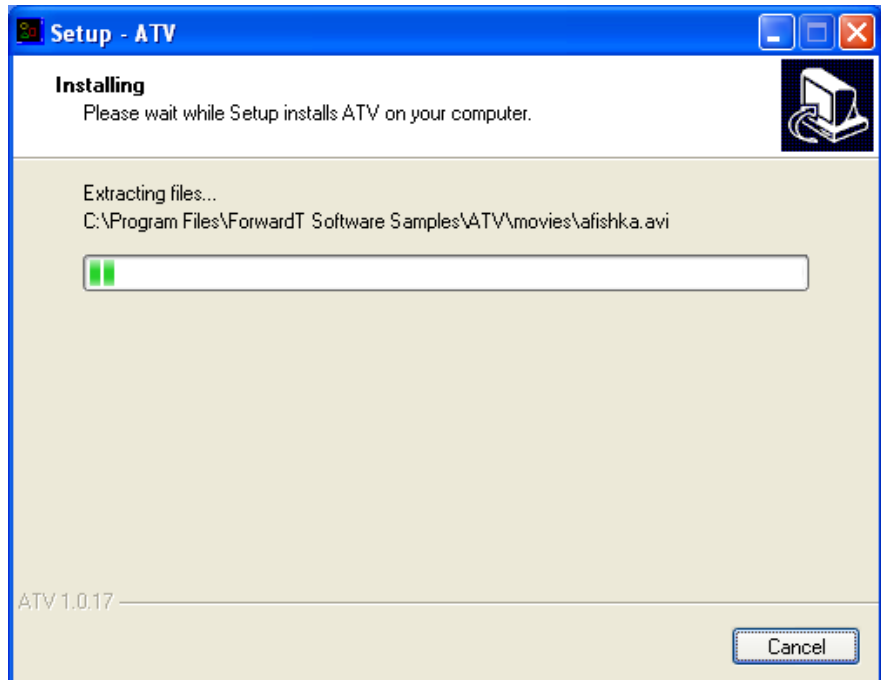 Setup - ATV
Installing
Please wait while Setup installs ATV on your computer.
Extracting files...
C:\Program Files\ForwardT Software Samples\ATV\movies\afishka.avi
ATV 1.0.17
Cancel